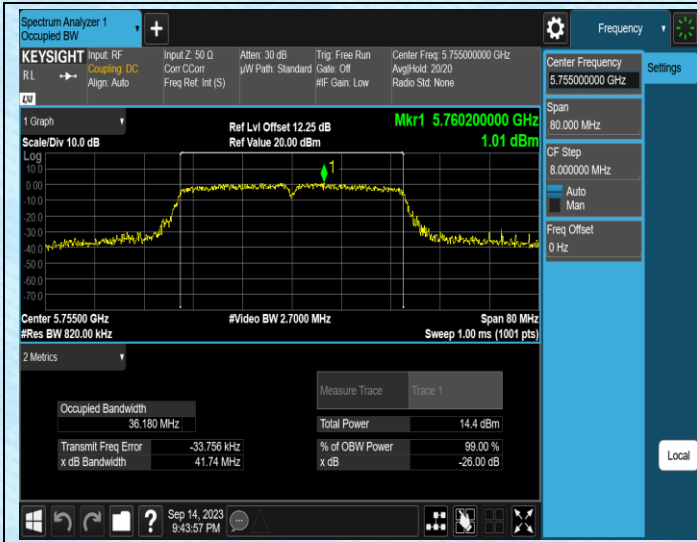 Spectrum Analyzer 1
Occupied BW
Frequency
KEYSIGHT
RL
LXI
Input: RF
Coupling: DC
Align: Auto
Input Z: 50 Ω
Corr CCorr
Freq Ref: Int (S)
Atten: 30 dB
µW Path: Standard
Trig: Free Run
Gate: Off
#IF Gain: Low
Center Freq: 5.755000000 GHz
Avg|Hold: 20/20
Radio Std: None
Center Frequency
5.755000000 GHz
Settings
Span
80.000 MHz
CF Step
8.000000 MHz
Auto
Man
Freq Offset
0 Hz
1 Graph
Scale/Div 10.0 dB
Ref Lvl Offset 12.25 dB
Ref Value 20.00 dBm
Mkr1 5.760200000 GHz
1.01 dBm
Log
10.0
0.00
-10.0
-20.0
-30.0
-40.0
-50.0
-60.0
-70.0
1
Center 5.75500 GHz
#Res BW 820.00 kHz
#Video BW 2.7000 MHz
Span 80 MHz
Sweep 1.00 ms (1001 pts)
2 Metrics
Measure Trace Trace 1
Occupied Bandwidth
36.180 MHz
Total Power 14.4 dBm
Transmit Freq Error -33.756 kHz
% of OBW Power 99.00 %
x dB Bandwidth 41.74 MHz
x dB -26.00 dB
Local
?
Sep 14, 2023
9:43:57 PM